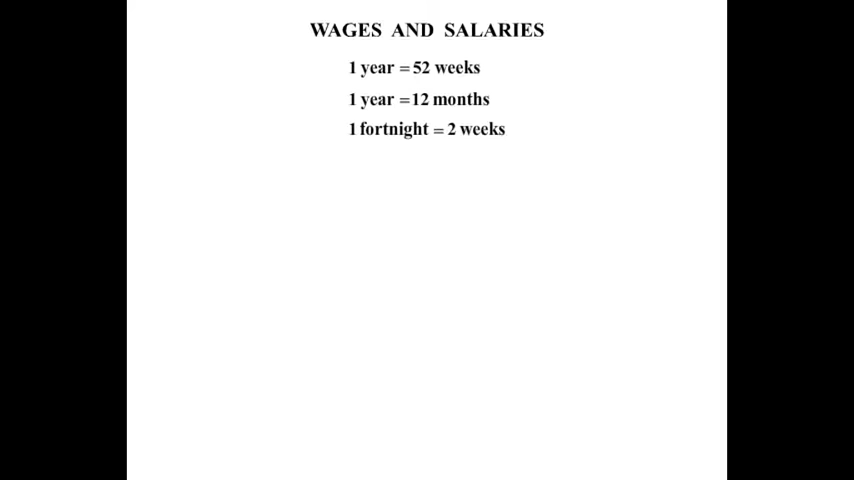 WAGES AND SALARIES
1 year = 52 weeks
1 year = 12 months
1 fortnight = 2 weeks